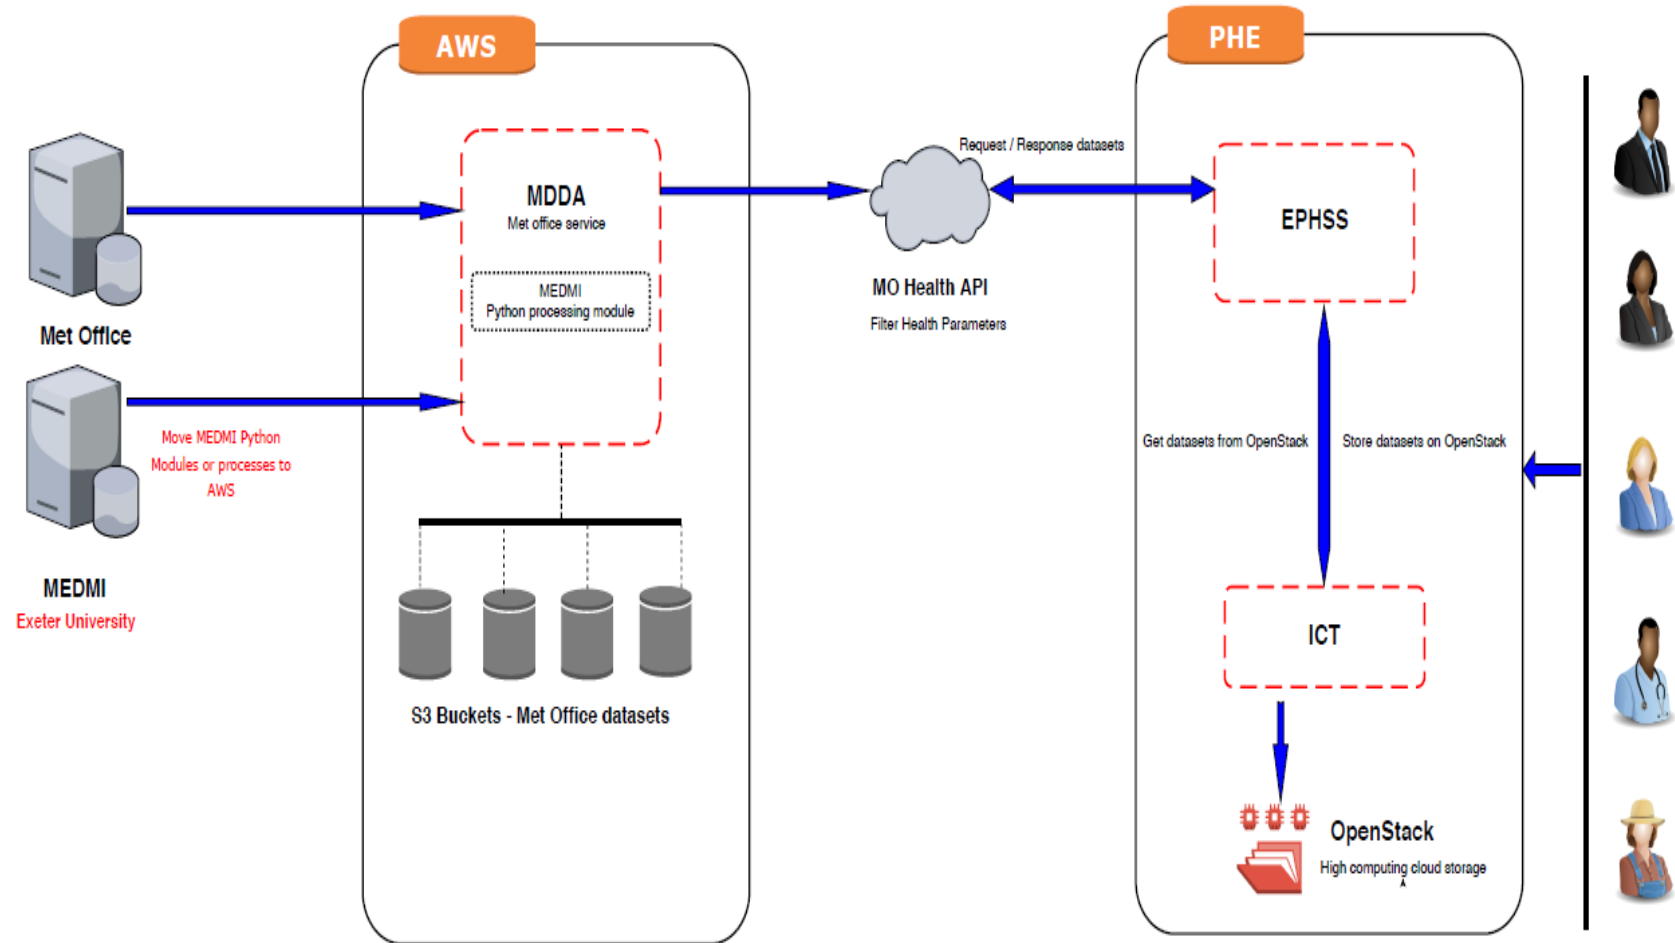 AWS
PHE
Request / Response datasets
MDDA
Met office service
EPHSS
MEDMI
Python processing module
MO Health API
Filter Health Parameters
Met Office
Move MEDMI Python
Modules or processes to
AWS
Get datasets from OpenStack
Store datasets on OpenStack
MEDMI
Exeter University
ICT
S3 Buckets - Met Office datasets
OpenStack
High computing cloud storage